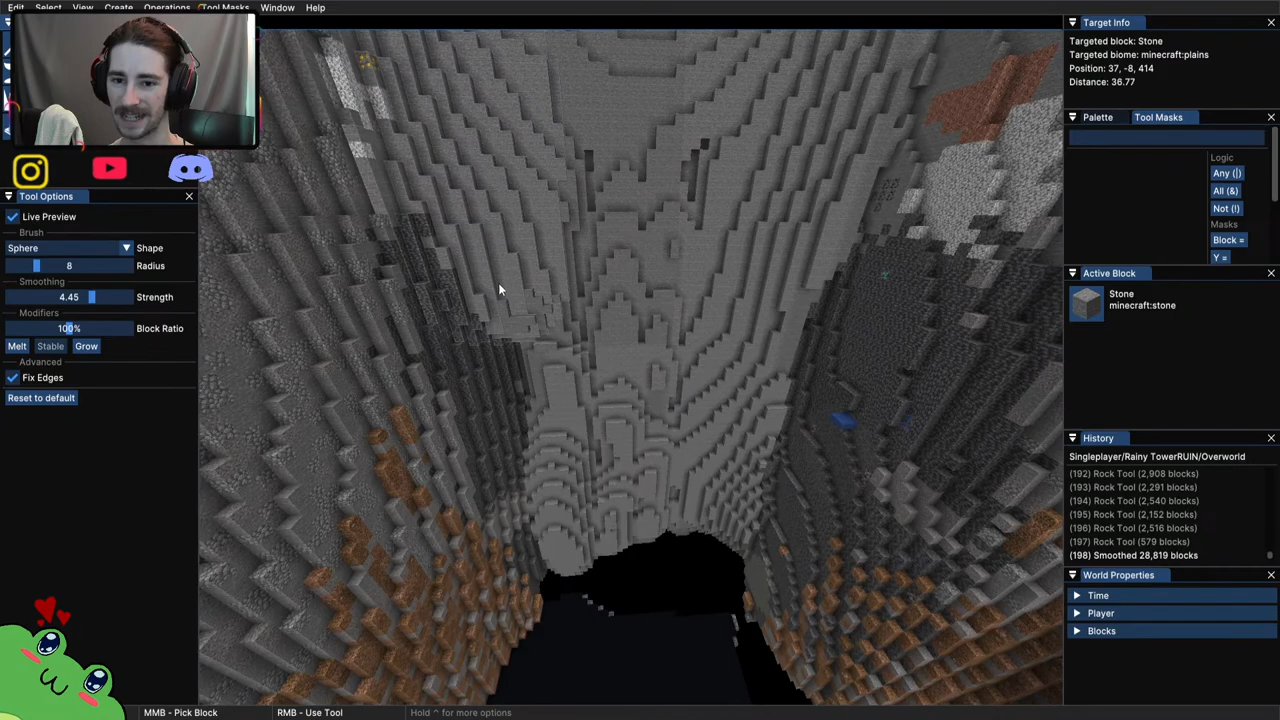 Edit Select View Create Operations Tool Masks Window Help
Tool Options
Live Preview
Brush
Sphere Shape
8 Radius
Smoothing
4.45 Strength
Modifiers
100% Block Ratio
Melt Stable Grow
Advanced
Fix Edges
Reset to default
Target Info
Targeted block: Stone
Targeted biome: minecraft:plains
Position: 37, -8, 414
Distance: 36.77
Palette Tool Masks
Logic
Any (|)
All (&)
Not (!)
Masks
Block =
Y =
Active Block
Stone
minecraft:stone
History
Singleplayer/Rainy TowerRUIN/Overworld
(192) Rock Tool (2,908 blocks)
(193) Rock Tool (2,291 blocks)
(194) Rock Tool (2,540 blocks)
(195) Rock Tool (2,152 blocks)
(196) Rock Tool (2,516 blocks)
(197) Rock Tool (579 blocks)
(198) Smoothed 28,819 blocks
World Properties
Time
Player
Blocks
MMB - Pick Block RMB - Use Tool Hold ^ for more options